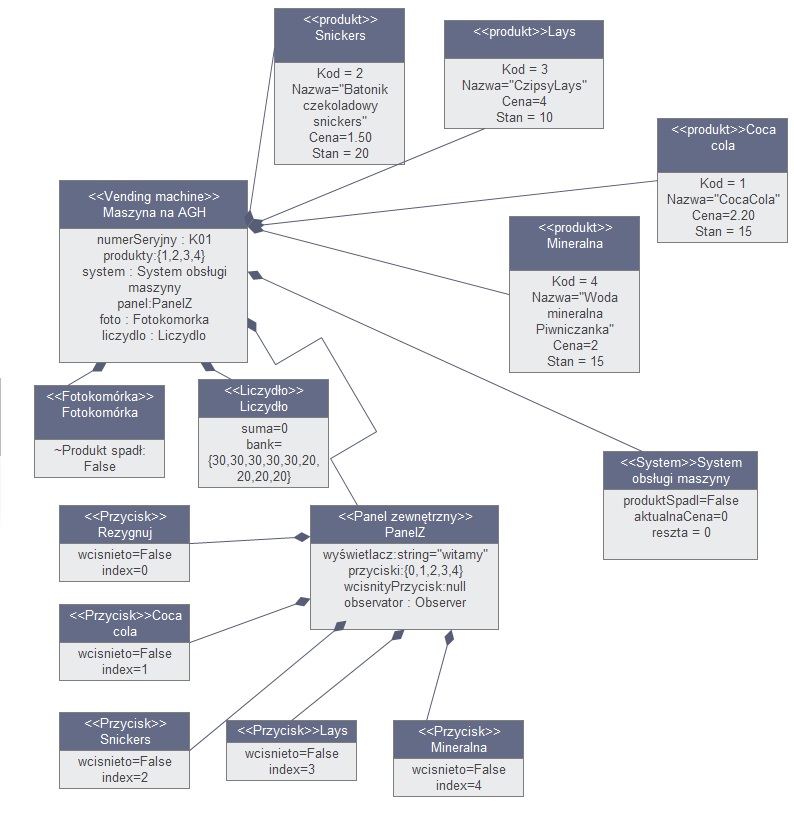 <<produkt>>
Snickers
Kod = 2
Nazwa="Batonik
czekoladowy
snickers"
Cena=1.50
Stan = 20
<<produkt>>Lays
Kod = 3
Nazwa="CzipsyLays"
Cena=4
Stan = 10
<<produkt>>Coca
cola
Kod = 1
Nazwa="CocaCola"
Cena=2.20
Stan = 15
<<Vending machine>>
Maszyna na AGH
numerSeryjny : K01
produkty:{1,2,3,4}
system : System obsługi
maszyny
panel:PanelZ
foto : Fotokomorka
liczydlo : Liczydlo
<<produkt>>
Mineralna
Kod = 4
Nazwa="Woda
mineralna
Piwniczanka"
Cena=2
Stan = 15
<<Fotokomórka>>
Fotokomórka
~Produkt spadł:
False
<<Liczydło>>
Liczydło
suma=0
bank=
{30,30,30,30,30,20,
20,20,20}
<<System>>System
obsługi maszyny
produktSpadl=False
aktualnaCena=0
reszta = 0
<<Przycisk>>
Rezygnuj
wcisnieto=False
index=0
<<Panel zewnętrzny>>
PanelZ
wyświetlacz:string="witamy"
przyciski:{0,1,2,3,4}
wcisnityPrzycisk:null
observator : Observer
<<Przycisk>>Coca
cola
wcisnieto=False
index=1
<<Przycisk>>
Snickers
wcisnieto=False
index=2
<<Przycisk>>Lays
wcisnieto=False
index=3
<<Przycisk>>
Mineralna
wcisnieto=False
index=4